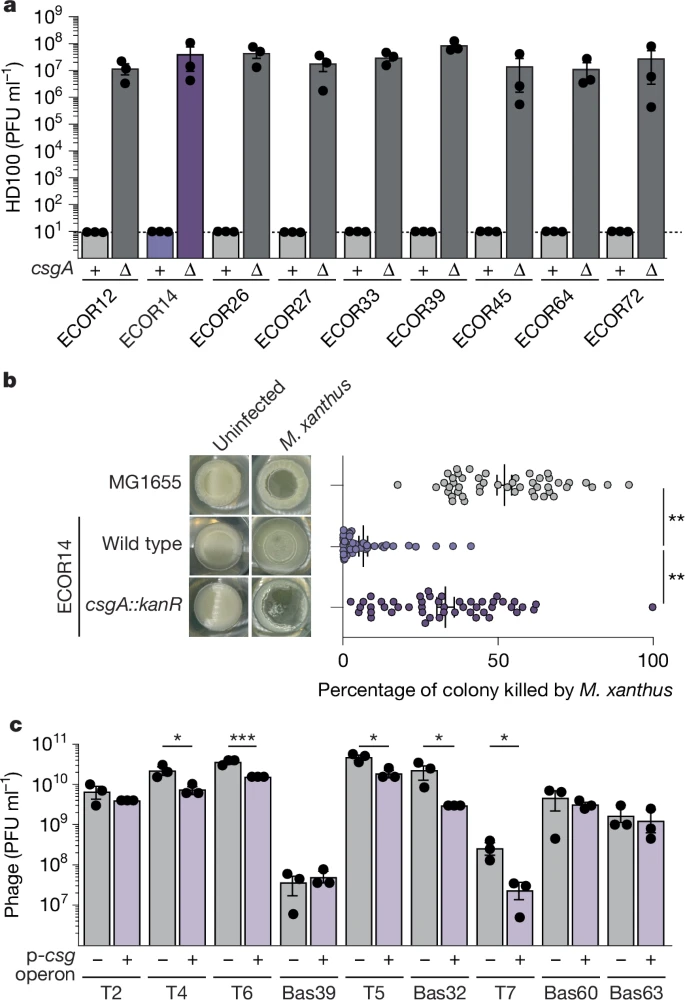 a
HD100 (PFU ml⁻¹)
10⁹
10⁸
10⁷
10⁶
10⁵
10⁴
10³
10²
10¹
csgA + Δ + Δ + Δ + Δ + Δ + Δ + Δ + Δ + Δ
ECOR12 ECOR14 ECOR26 ECOR27 ECOR33 ECOR39 ECOR45 ECOR64 ECOR72
b
Uninfected M. xanthus
MG1655
ECOR14
Wild type
csgA::kanR
**
**
0 50 100
Percentage of colony killed by M. xanthus
c
Phage (PFU ml⁻¹)
10¹¹
10¹⁰
10⁹
10⁸
10⁷
* *** * * *
p-csg
operon
− + − + − + − + − + − + − + − + − +
T2 T4 T6 Bas39 T5 Bas32 T7 Bas60 Bas63